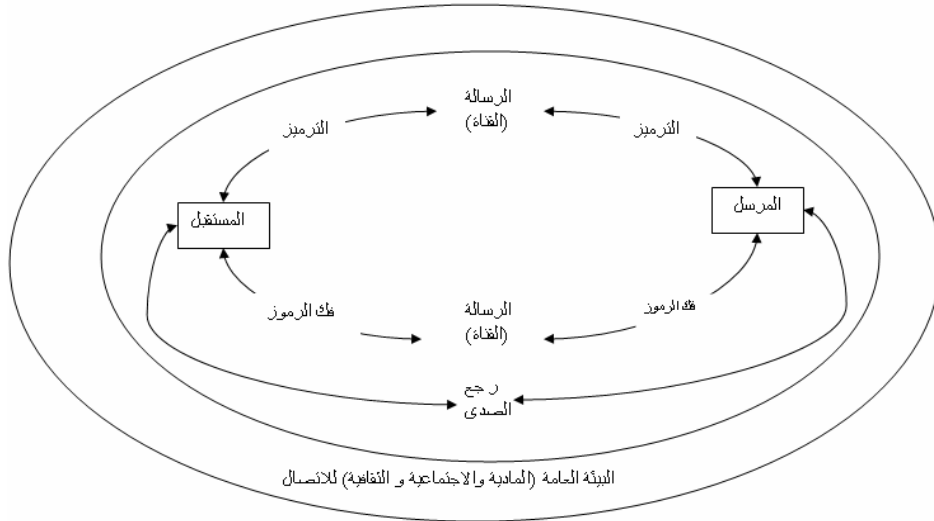 الرسالة
(القناة)
الترميز
الترميز
المرسل
المستقبل
الرسالة
(القناة)
فك الرموز
فك الرموز
رجع
الصدى
البيئة العامة (المادية والاجتماعية و الثقافية) للاتصال